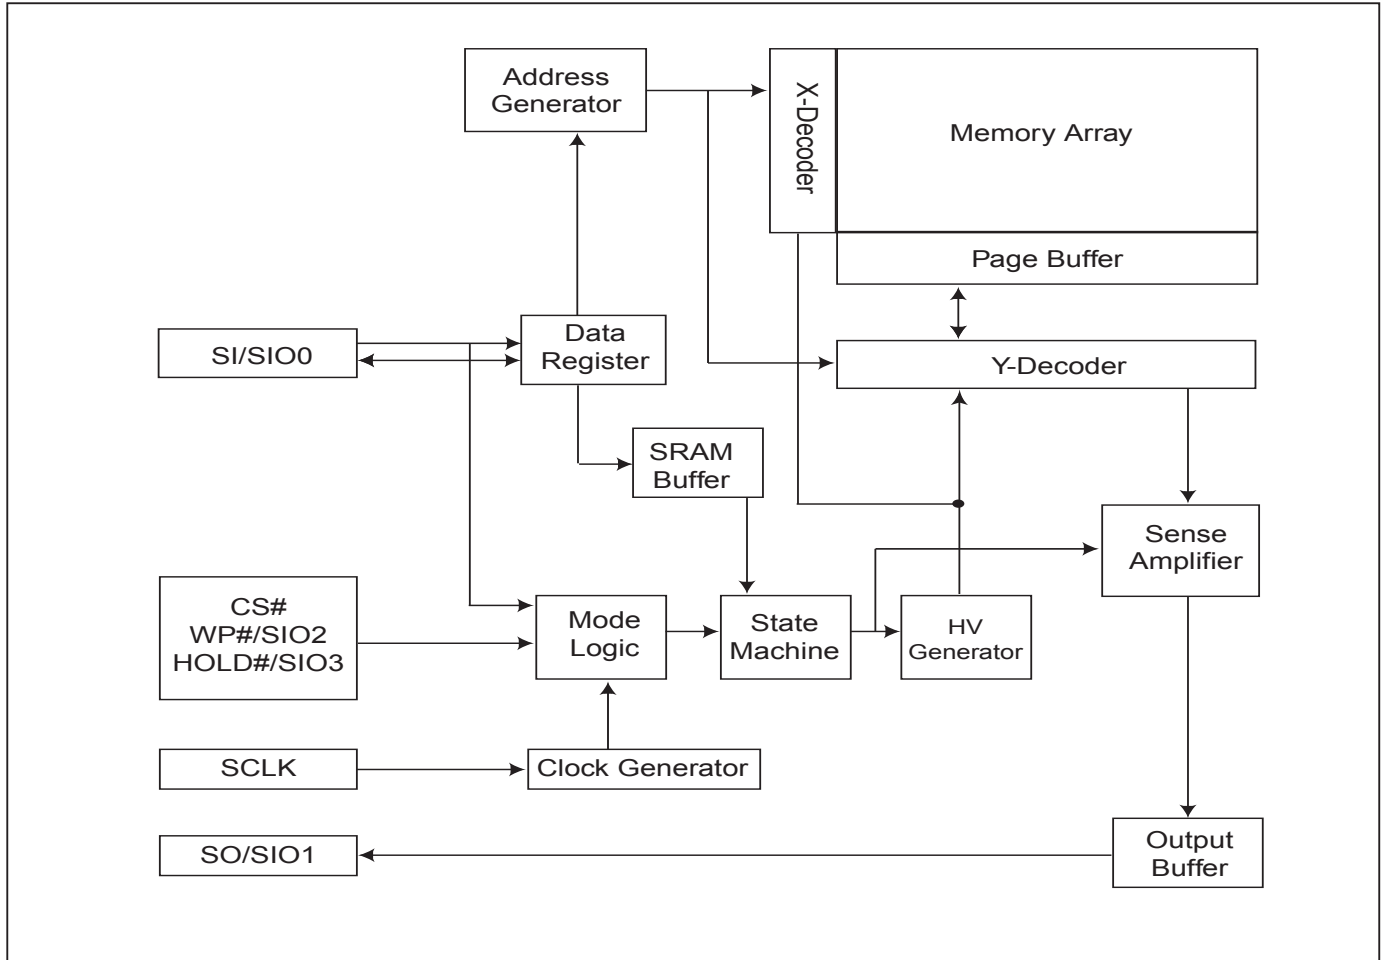 Address
Generator
X-Decoder
Memory Array
Page Buffer
SI/SIO0
Data
Register
Y-Decoder
SRAM
Buffer
Sense
Amplifier
CS#
WP#/SIO2
HOLD#/SIO3
Mode
Logic
State
Machine
HV
Generator
SCLK
Clock Generator
SO/SIO1
Output
Buffer